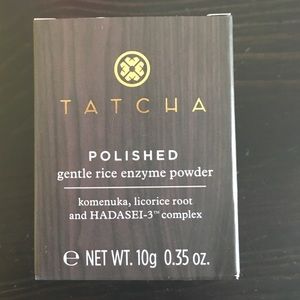 TATCHA
POLISHED
gentle rice enzyme powder
komenuka, licorice root
and HADASEI-3™ complex
℮ NET WT. 10g 0.35 oz.